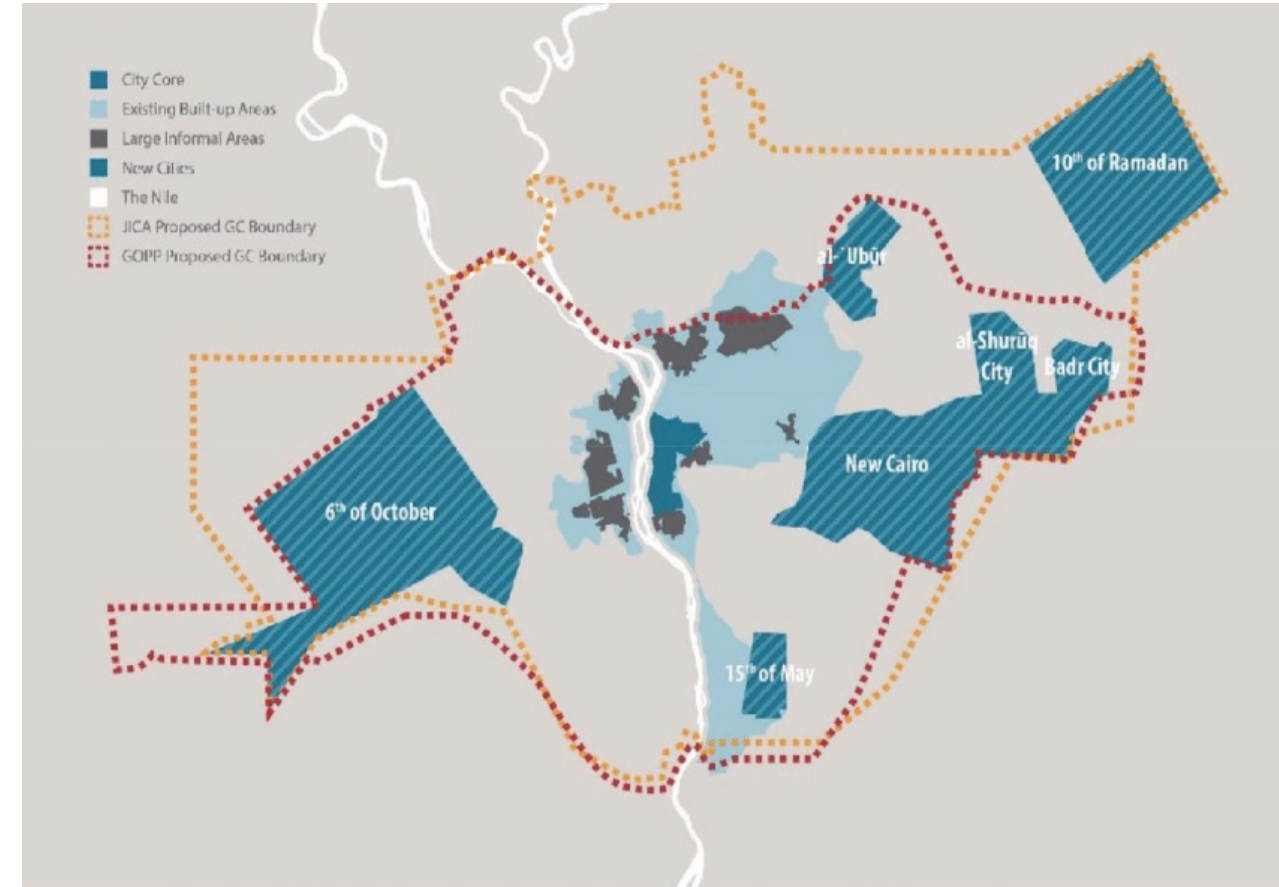 City Core
Existing Built-up Areas
Large Informal Areas
New Cities
The Nile
JICA Proposed GC Boundary
GOPP Proposed GC Boundary
10th of Ramadan
al-ʿUbūr
al-Shurūq
City
Badr City
New Cairo
6th of October
15th of May